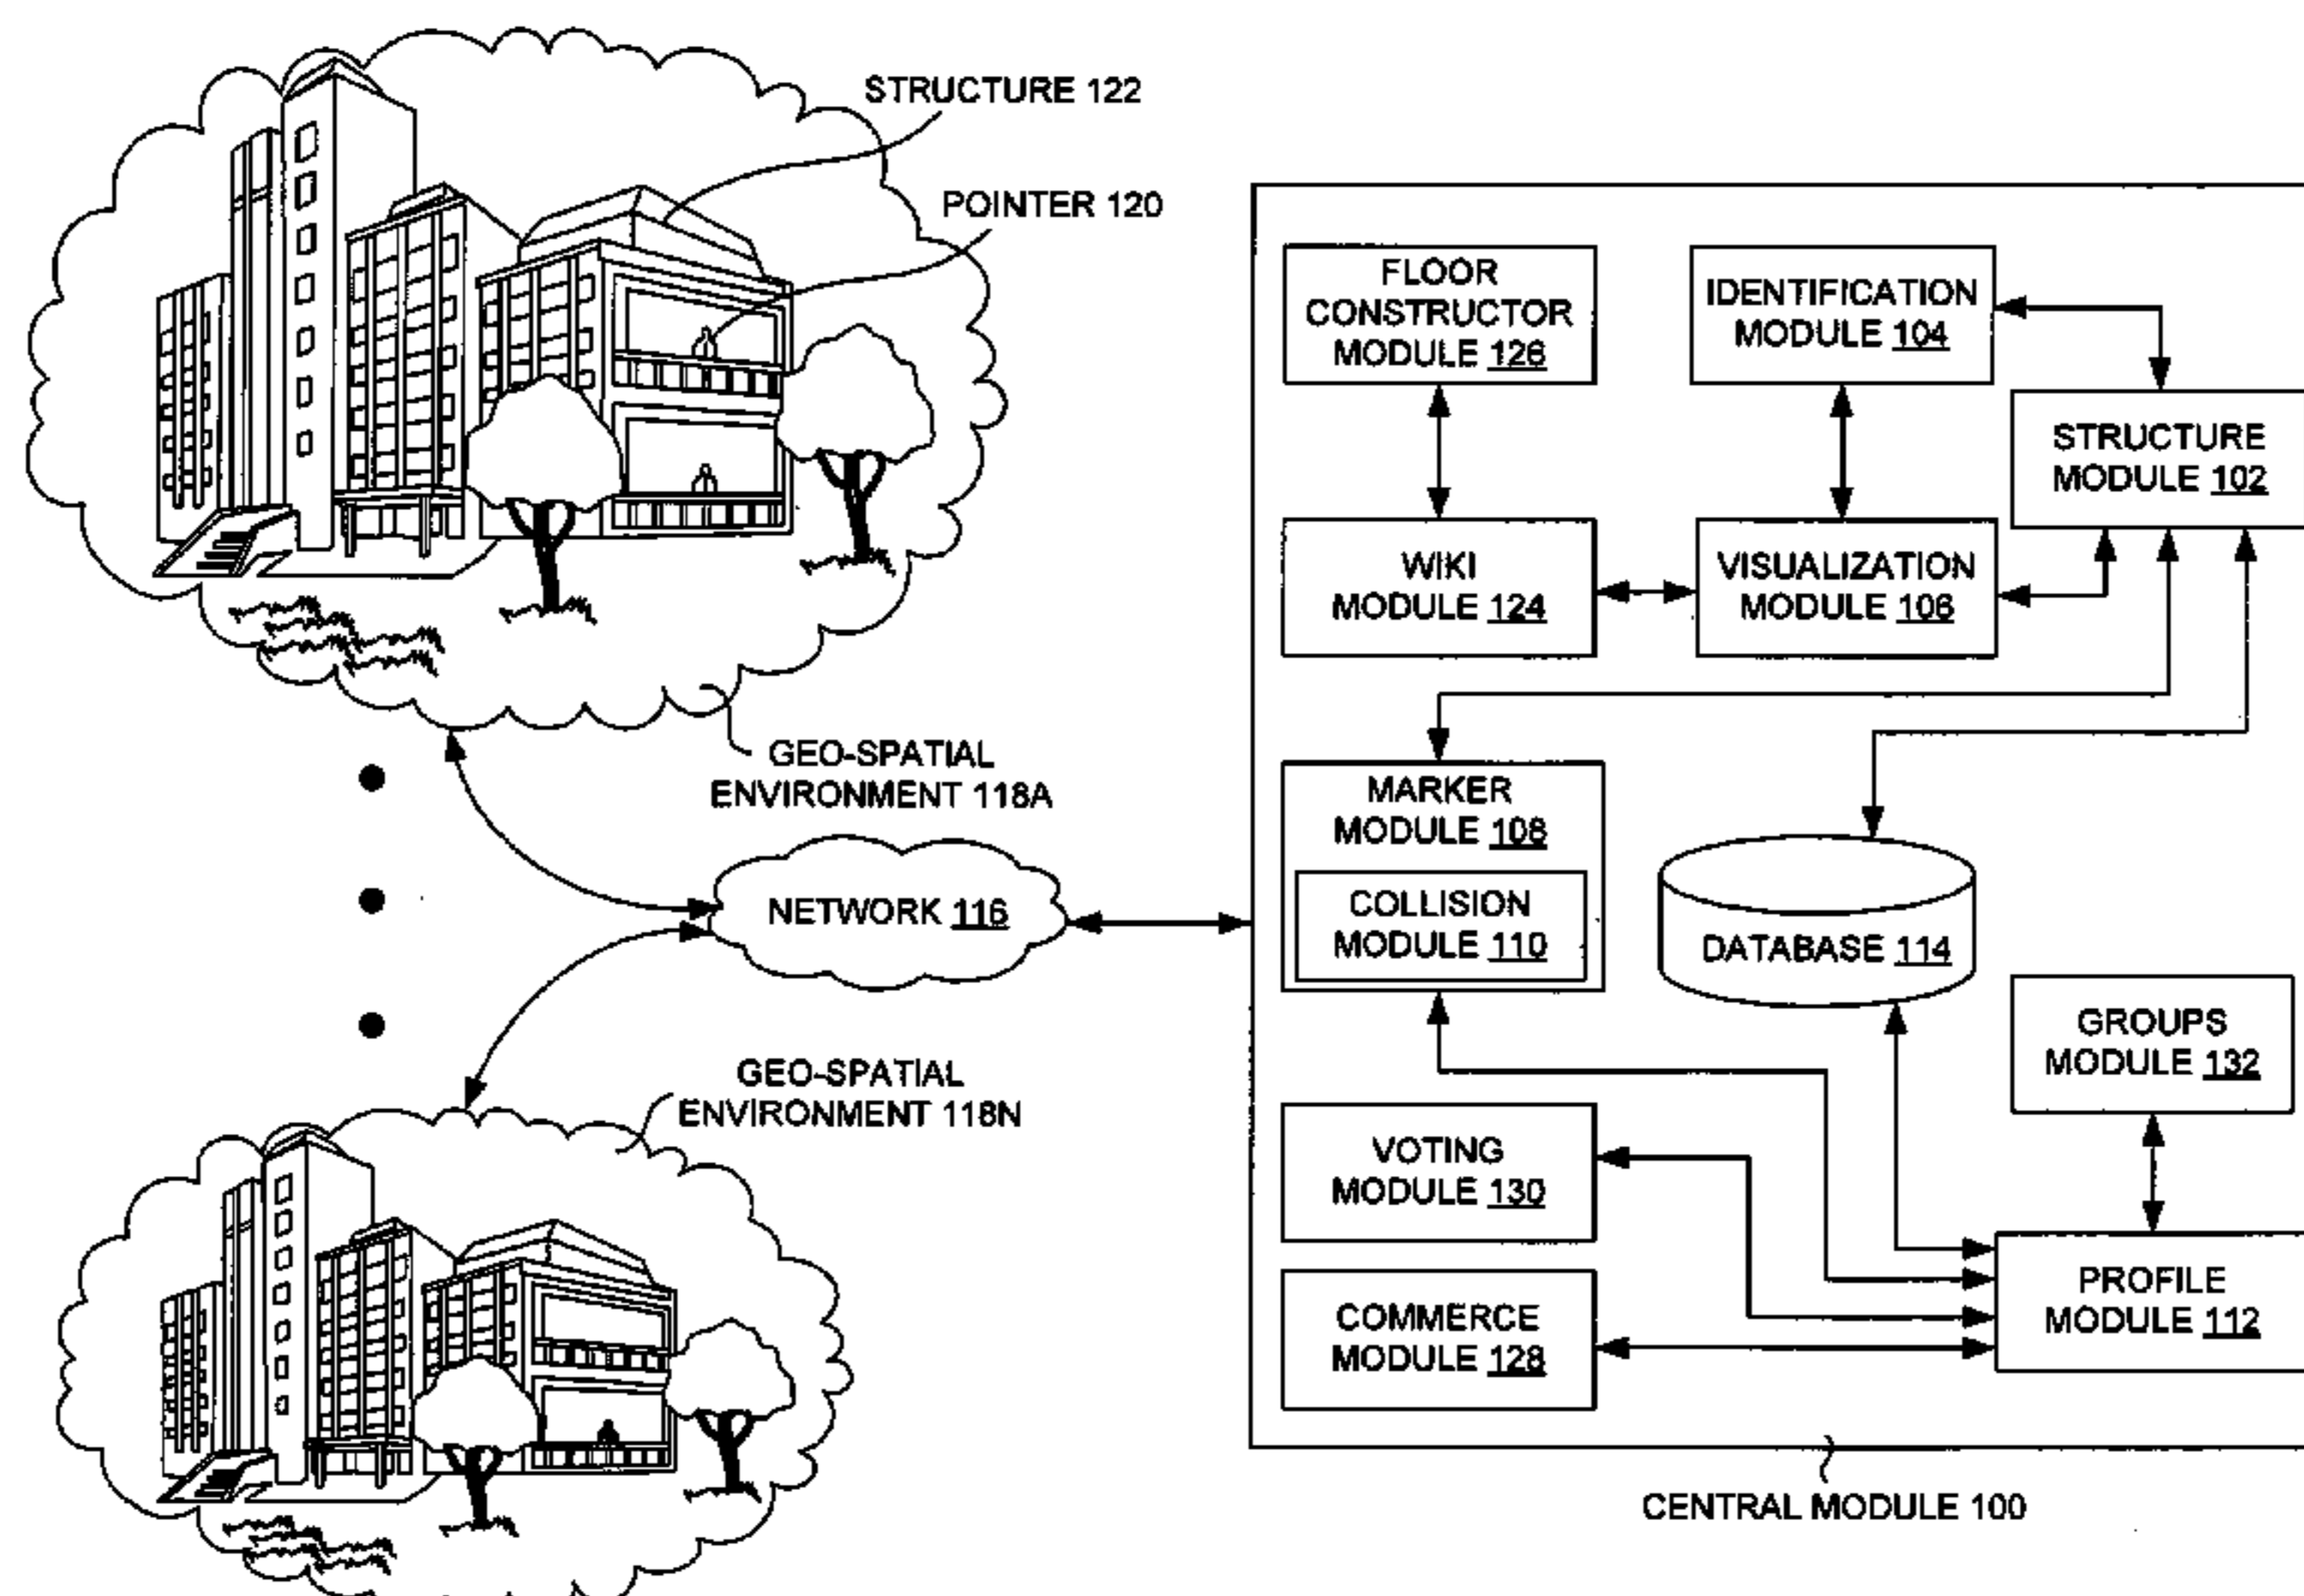 STRUCTURE 122
POINTER 120
GEO-SPATIAL
ENVIRONMENT 118A
NETWORK 116
GEO-SPATIAL
ENVIRONMENT 118N
FLOOR
CONSTRUCTOR
MODULE 126
IDENTIFICATION
MODULE 104
STRUCTURE
MODULE 102
WIKI
MODULE 124
VISUALIZATION
MODULE 106
MARKER
MODULE 108
COLLISION
MODULE 110
DATABASE 114
GROUPS
MODULE 132
VOTING
MODULE 130
PROFILE
MODULE 112
COMMERCE
MODULE 128
CENTRAL MODULE 100